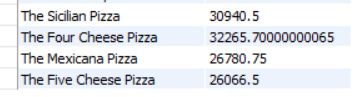 The Sicilian Pizza 30940.5
The Four Cheese Pizza 32265.70000000065
The Mexicana Pizza 26780.75
The Five Cheese Pizza 26066.5